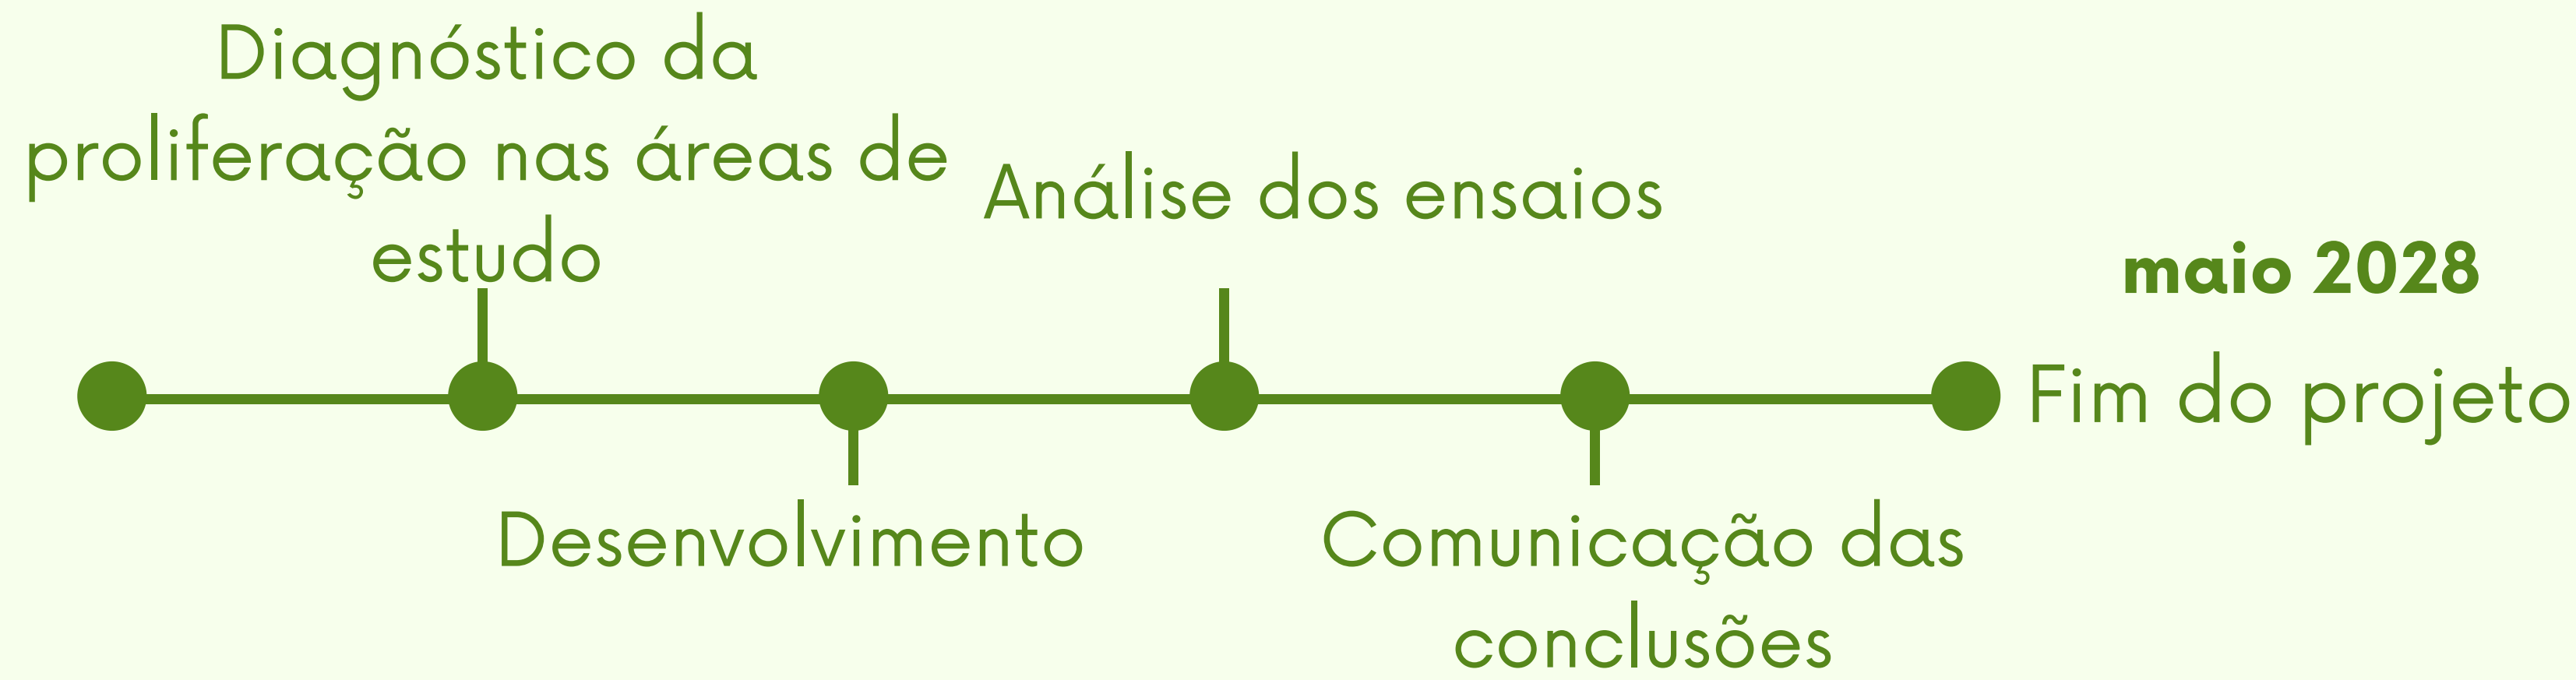 Diagnóstico da
proliferação nas áreas de
estudo
Desenvolvimento
Análise dos ensaios
Comunicação das
conclusões
maio 2028
Fim do projeto